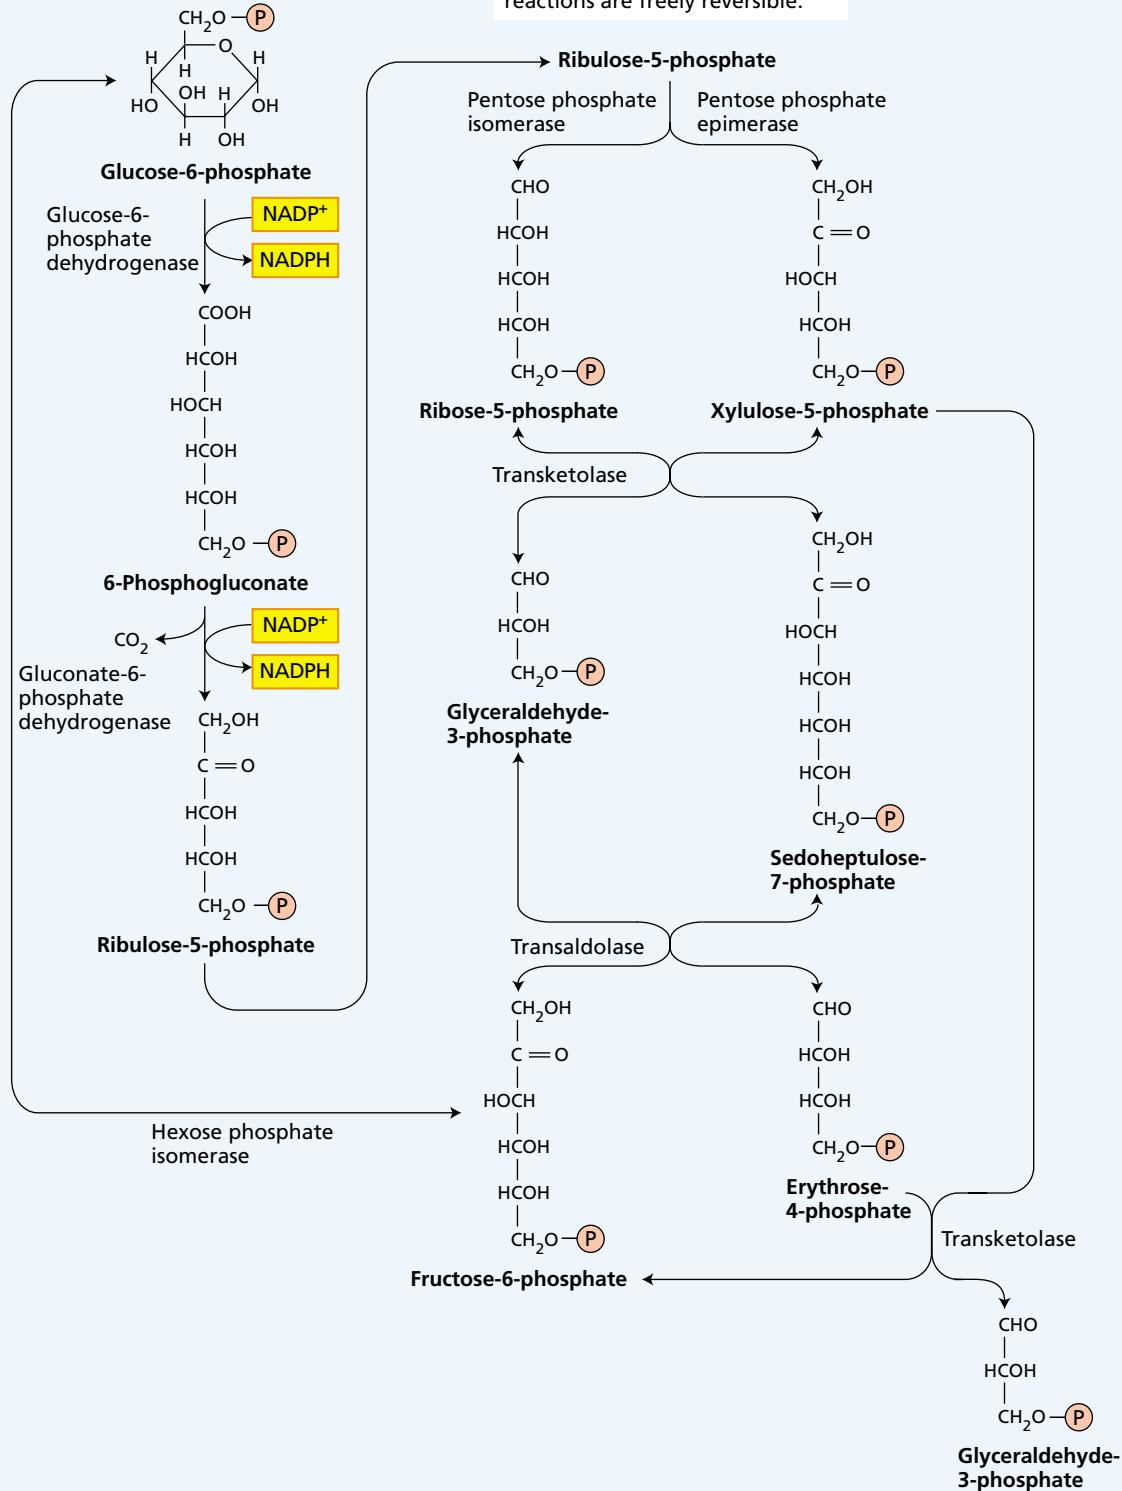 reactions are freely reversible.
CH2O P
O
H
H
H
OH
H
HO
OH
H
OH
Glucose-6-phosphate
Glucose-6-
phosphate
dehydrogenase
NADP+
NADPH
COOH
HCOH
HOCH
HCOH
HCOH
CH2O P
6-Phosphogluconate
CO2
NADP+
NADPH
Gluconate-6-
phosphate
dehydrogenase
CH2OH
C=O
HCOH
HCOH
CH2O P
Ribulose-5-phosphate
Hexose phosphate
isomerase
Ribulose-5-phosphate
Pentose phosphate
isomerase
Pentose phosphate
epimerase
CHO
HCOH
HCOH
HCOH
CH2O P
Ribose-5-phosphate
CH2OH
C=O
HOCH
HCOH
CH2O P
Xylulose-5-phosphate
Transketolase
CHO
HCOH
CH2O P
Glyceraldehyde-
3-phosphate
CH2OH
C=O
HOCH
HCOH
HCOH
HCOH
CH2O P
Sedoheptulose-
7-phosphate
Transaldolase
CH2OH
C=O
HOCH
HCOH
HCOH
CH2O P
Fructose-6-phosphate
CHO
HCOH
HCOH
CH2O P
Erythrose-
4-phosphate
Transketolase
CHO
HCOH
CH2O P
Glyceraldehyde-
3-phosphate